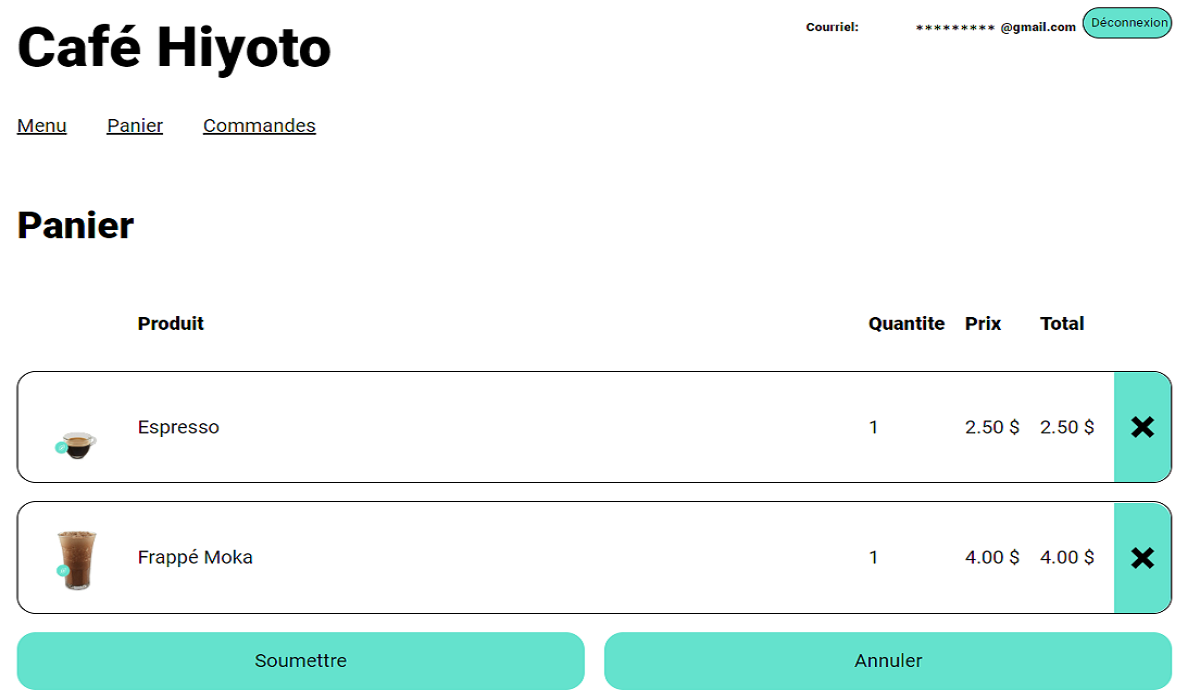 Café Hiyoto
Courriel: ********* @gmail.com
Déconnexion
Menu Panier Commandes
Panier
Produit Quantite Prix Total
Espresso 1 2.50 $ 2.50 $
Frappé Moka 1 4.00 $ 4.00 $
Soumettre Annuler